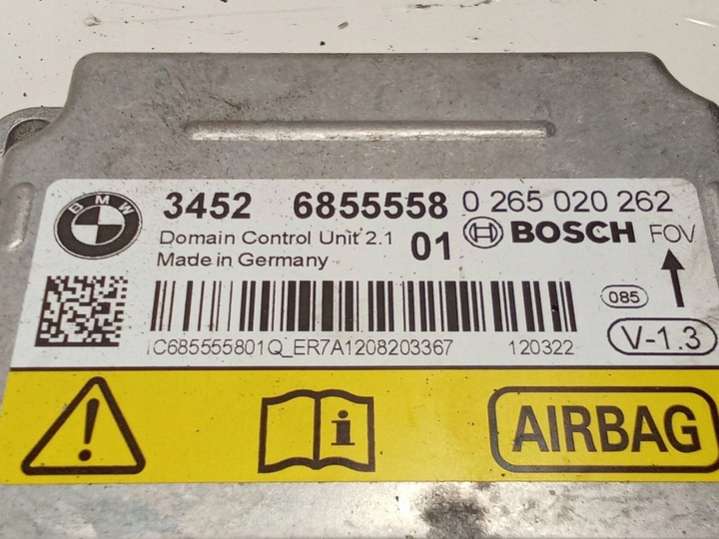 BMW
3452 6855558 0 265 020 262
Domain Control Unit 2.1 01 BOSCH FOV
Made in Germany
085
V-1.3
IC685555801Q_ER7A1208203367 120322
i
AIRBAG